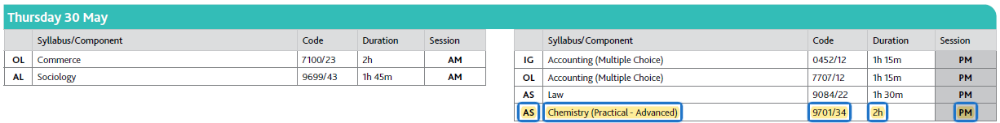 Thursday 30 May
Syllabus/Component Code Duration Session
OL Commerce 7100/23 2h AM
AL Sociology 9699/43 1h 45m AM
Syllabus/Component Code Duration Session
IG Accounting (Multiple Choice) 0452/12 1h 15m PM
OL Accounting (Multiple Choice) 7707/12 1h 15m PM
AS Law 9084/22 1h 30m PM
AS Chemistry (Practical - Advanced) 9701/34 2h PM